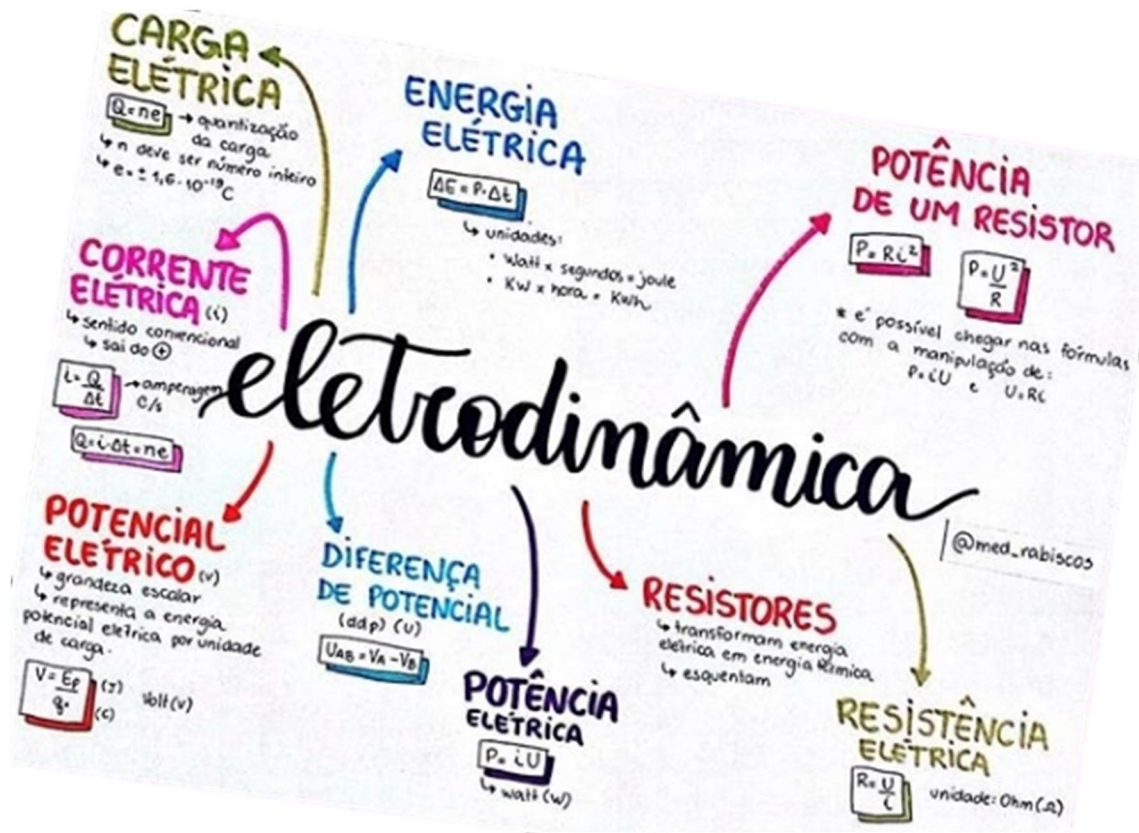 CARGA
ELÉTRICA
Q=ne → quantização
da carga
↳ n deve ser número inteiro
↳ e = ± 1,6·10⁻¹⁹ C
ENERGIA
ELÉTRICA
ΔE = P·Δt
↳ unidades:
• Watt x segundos = joule
• KW x hora = KWh
POTÊNCIA
DE UM RESISTOR
P = Ri²
P = U²
R
* e' possível chegar nas fórmulas
com a manipulação de:
P=iU e U=Ri
CORRENTE
ELÉTRICA (i)
↳ sentido convencional
↳ sai do ⊕
i = Q
Δt
→ amperagem
C/s
Q=i·Δt=ne
eletrodinâmica
@med_rabiscos
POTENCIAL
ELÉTRICO (V)
↳ grandeza escalar
↳ representa a energia
potencial elétrica por unidade
de carga.
V = Ep (J)
q (C)
Volt (V)
DIFERENÇA
DE POTENCIAL
(ddp) (U)
UAB = VA - VB
POTÊNCIA
ELÉTRICA
P = iU
↳ watt (W)
RESISTORES
↳ transformam energia
elétrica em energia térmica
↳ esquentam
RESISTÊNCIA
ELÉTRICA
R = U
i
unidade: Ohm (Ω)